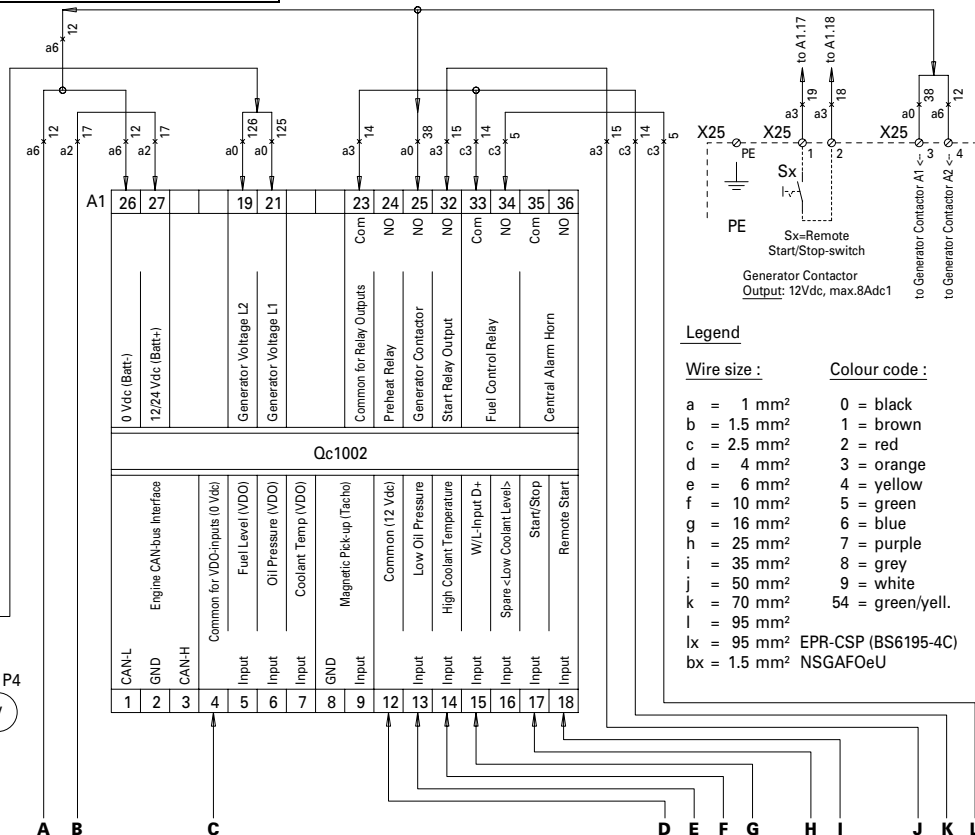 12
a6
12
17
12
17
a6
a2
a6
a2
126
125
a0
a0
14
38
15
14
5
a3
a0
a3
c3
c3
15
14
5
a3
c3
c3
to A1.17
to A1.18
19
18
a3
a3
38
12
a0
a6
X25
X25
X25
PE
1
2
3
4
Sx
PE
Sx=Remote
Start/Stop-switch
Generator Contactor
Output: 12Vdc, max.8Adc1
to Generator Contactor A1 <-
to Generator Contactor A2 <-
A1
26
27
19
21
23
24
25
32
33
34
35
36
Com
NO
NO
NO
Com
NO
Com
NO
0 Vdc (Batt-)
12/24 Vdc (Batt+)
Generator Voltage L2
Generator Voltage L1
Common for Relay Outputs
Preheat Relay
Generator Contactor
Start Relay Output
Fuel Control Relay
Central Alarm Horn
Qc1002
Engine CAN-bus Interface
Common for VDO-inputs (0 Vdc)
Fuel Level (VDO)
Oil Pressure (VDO)
Coolant Temp (VDO)
Magnetic Pick-up (Tacho)
Common (12 Vdc)
Low Oil Pressure
High Coolant Temperature
W/L-Input D+
Spare <Low Coolant Level>
Start/Stop
Remote Start
CAN-L
GND
CAN-H
Input
Input
Input
GND
Input
Input
Input
Input
Input
Input
Input
1
2
3
4
5
6
7
8
9
12
13
14
15
16
17
18
P4
Legend
Wire size :
Colour code :
a = 1 mm² 0 = black
b = 1.5 mm² 1 = brown
c = 2.5 mm² 2 = red
d = 4 mm² 3 = orange
e = 6 mm² 4 = yellow
f = 10 mm² 5 = green
g = 16 mm² 6 = blue
h = 25 mm² 7 = purple
i = 35 mm² 8 = grey
j = 50 mm² 9 = white
k = 70 mm² 54 = green/yell.
l = 95 mm²
lx = 95 mm² EPR-CSP (BS6195-4C)
bx = 1.5 mm² NSGAFOeU
A
B
C
D
E
F
G
H
I
J
K
L